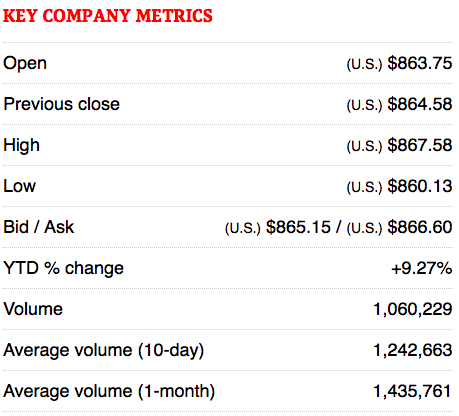 KEY COMPANY METRICS
Open (U.S.) $863.75
Previous close (U.S.) $864.58
High (U.S.) $867.58
Low (U.S.) $860.13
Bid / Ask (U.S.) $865.15 / (U.S.) $866.60
YTD % change +9.27%
Volume 1,060,229
Average volume (10-day) 1,242,663
Average volume (1-month) 1,435,761